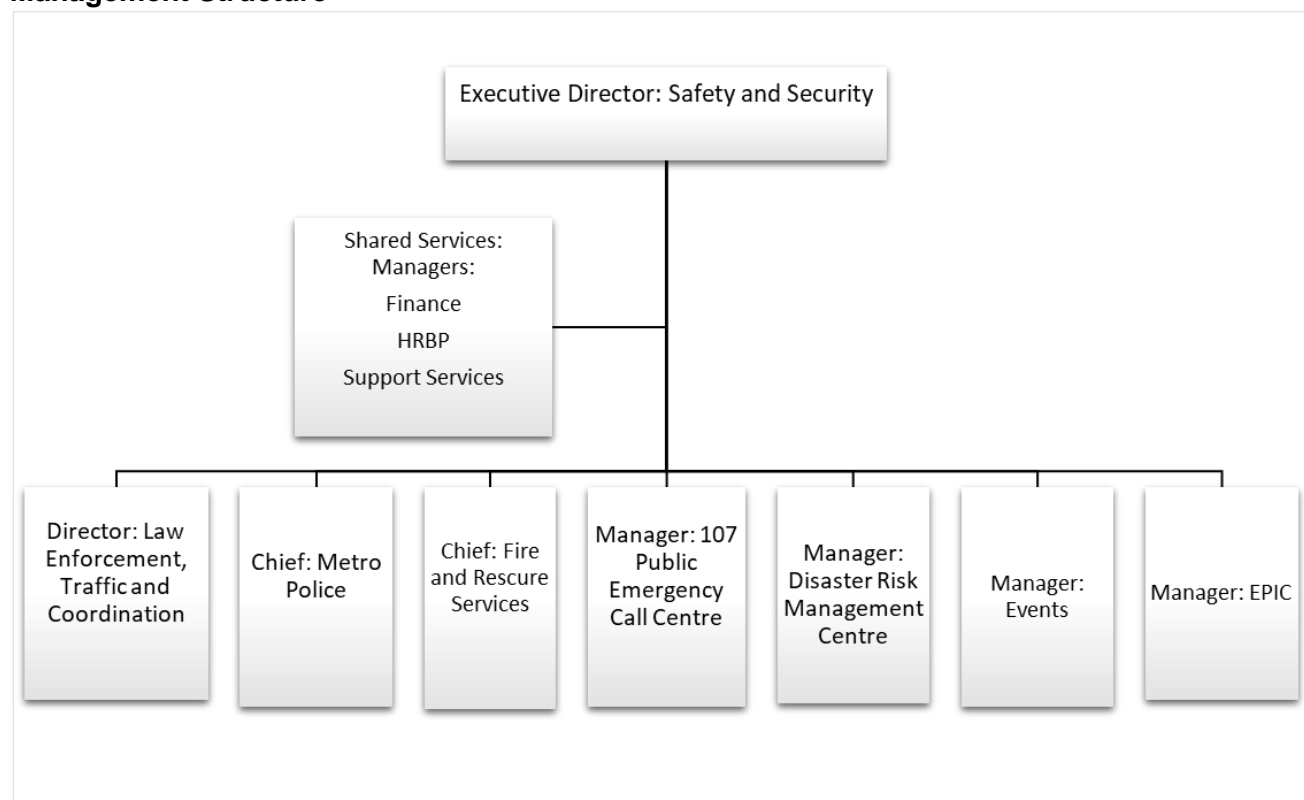 Management Structure
Executive Director: Safety and Security
Shared Services:
Managers:
Finance
HRBP
Support Services
Director: Law
Enforcement,
Traffic and
Coordination
Chief: Metro
Police
Chief: Fire
and Rescure
Services
Manager: 107
Public
Emergency
Call Centre
Manager:
Disaster Risk
Management
Centre
Manager:
Events
Manager: EPIC